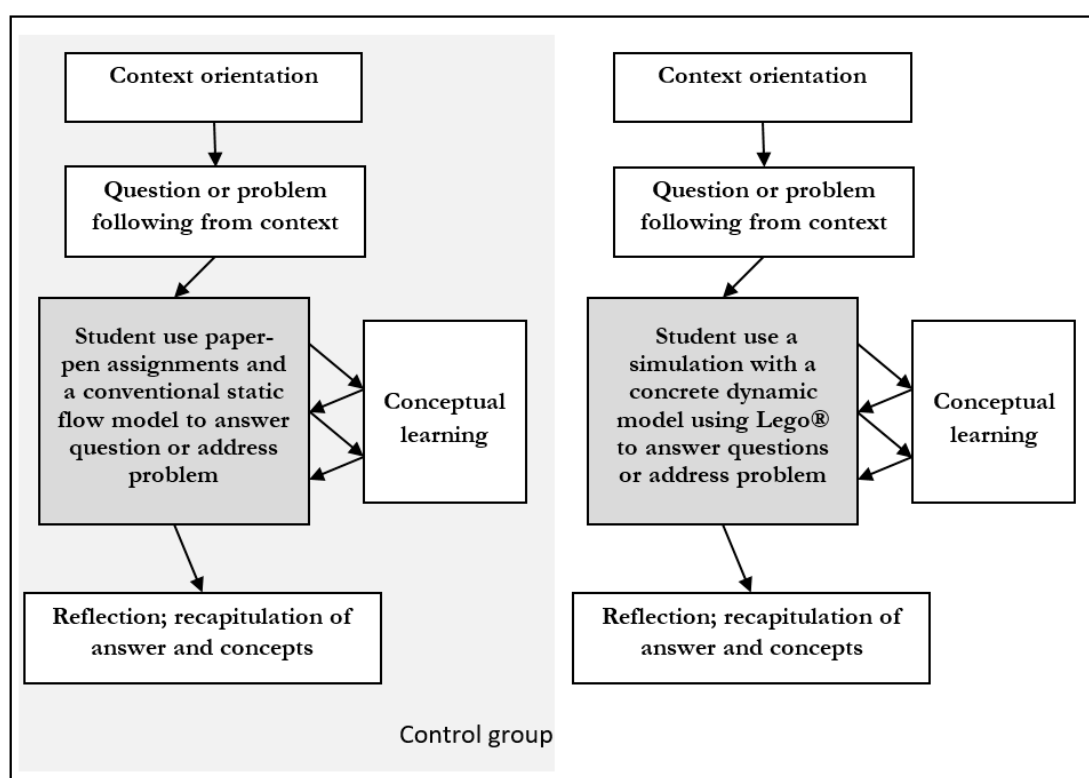 Context orientation
Question or problem
following from context
Student use paper-
pen assignments and
a conventional static
flow model to answer
question or address
problem
Conceptual
learning
Reflection; recapitulation of
answer and concepts
Control group
Context orientation
Question or problem
following from context
Student use a
simulation with a
concrete dynamic
model using Lego®
to answer questions
or address problem
Conceptual
learning
Reflection; recapitulation of
answer and concepts